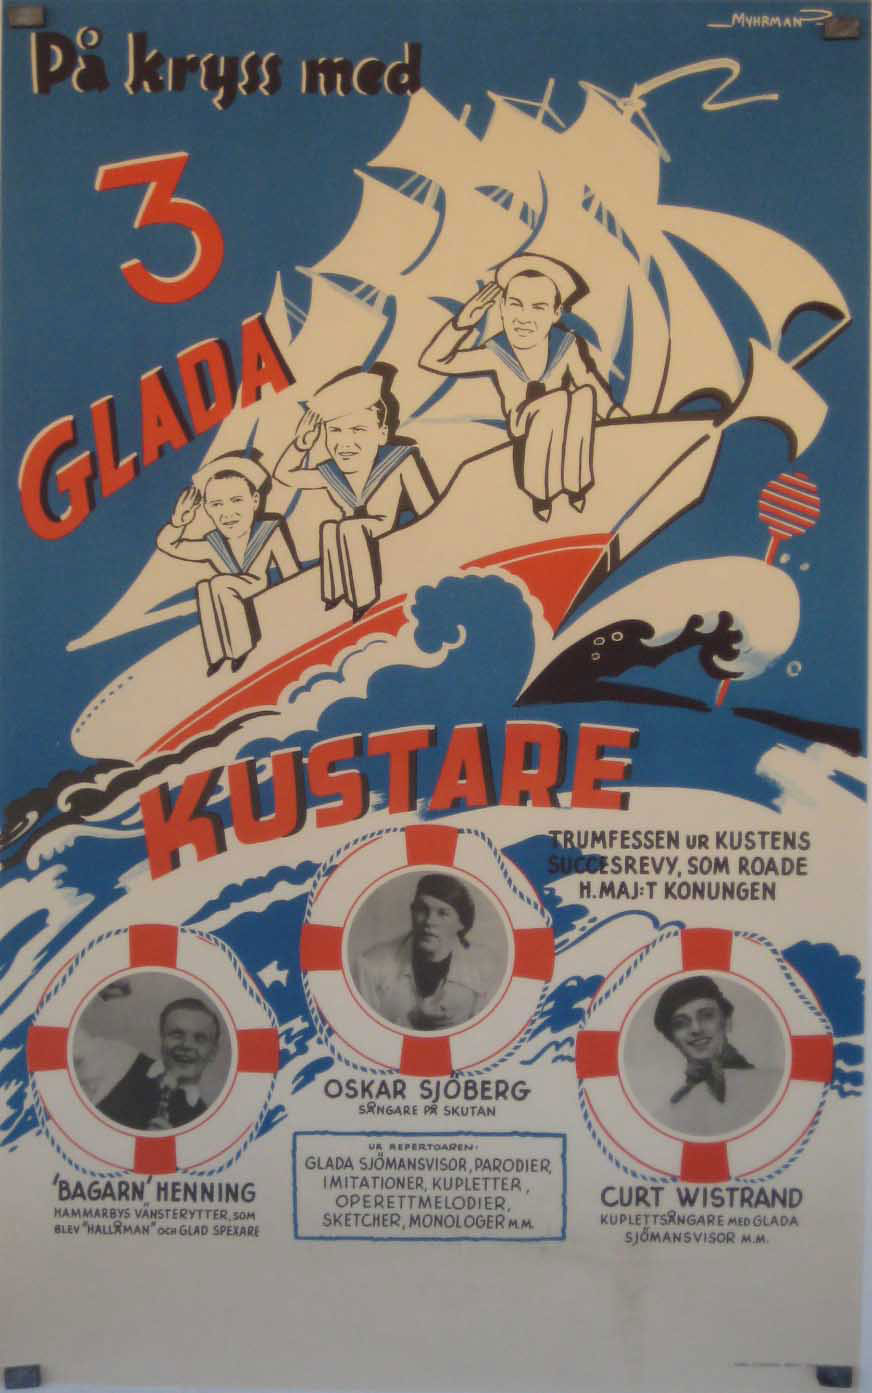 MYHRMAN
På kryss med
3
GLADA
KUSTARE
TRUMFESSEN UR KUSTENS
SUCCESREVY, SOM ROADE
H.MAJ:T KONUNGEN
OSKAR SJÖBERG
SÅNGARE PÅ SKUTAN
'BAGARN' HENNING
HAMMARBYS VÄNSTERYTTER, SOM
BLEV "HALLÅMAN" OCH GLAD SPEXARE
UR REPERTOAREN:
GLADA SJÖMANSVISOR, PARODIER,
IMITATIONER, KUPLETTER,
OPERETTMELODIER,
SKETCHER, MONOLOGER M.M.
CURT WISTRAND
KUPLETTSÅNGARE MED GLADA
SJÖMANSVISOR M.M.